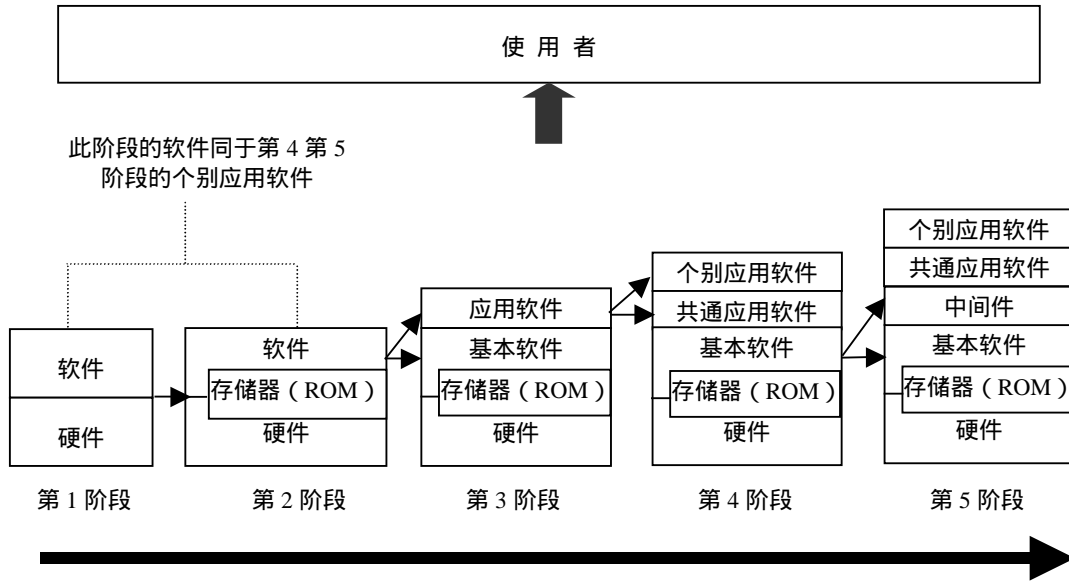 使 用 者
此阶段的软件同于第 4 第 5
阶段的个别应用软件
软件
硬件
第 1 阶段
软件
存储器（ROM）
硬件
第 2 阶段
应用软件
基本软件
存储器（ROM）
硬件
第 3 阶段
个别应用软件
共通应用软件
基本软件
存储器（ROM）
硬件
第 4 阶段
个别应用软件
共通应用软件
中间件
基本软件
存储器（ROM）
硬件
第 5 阶段